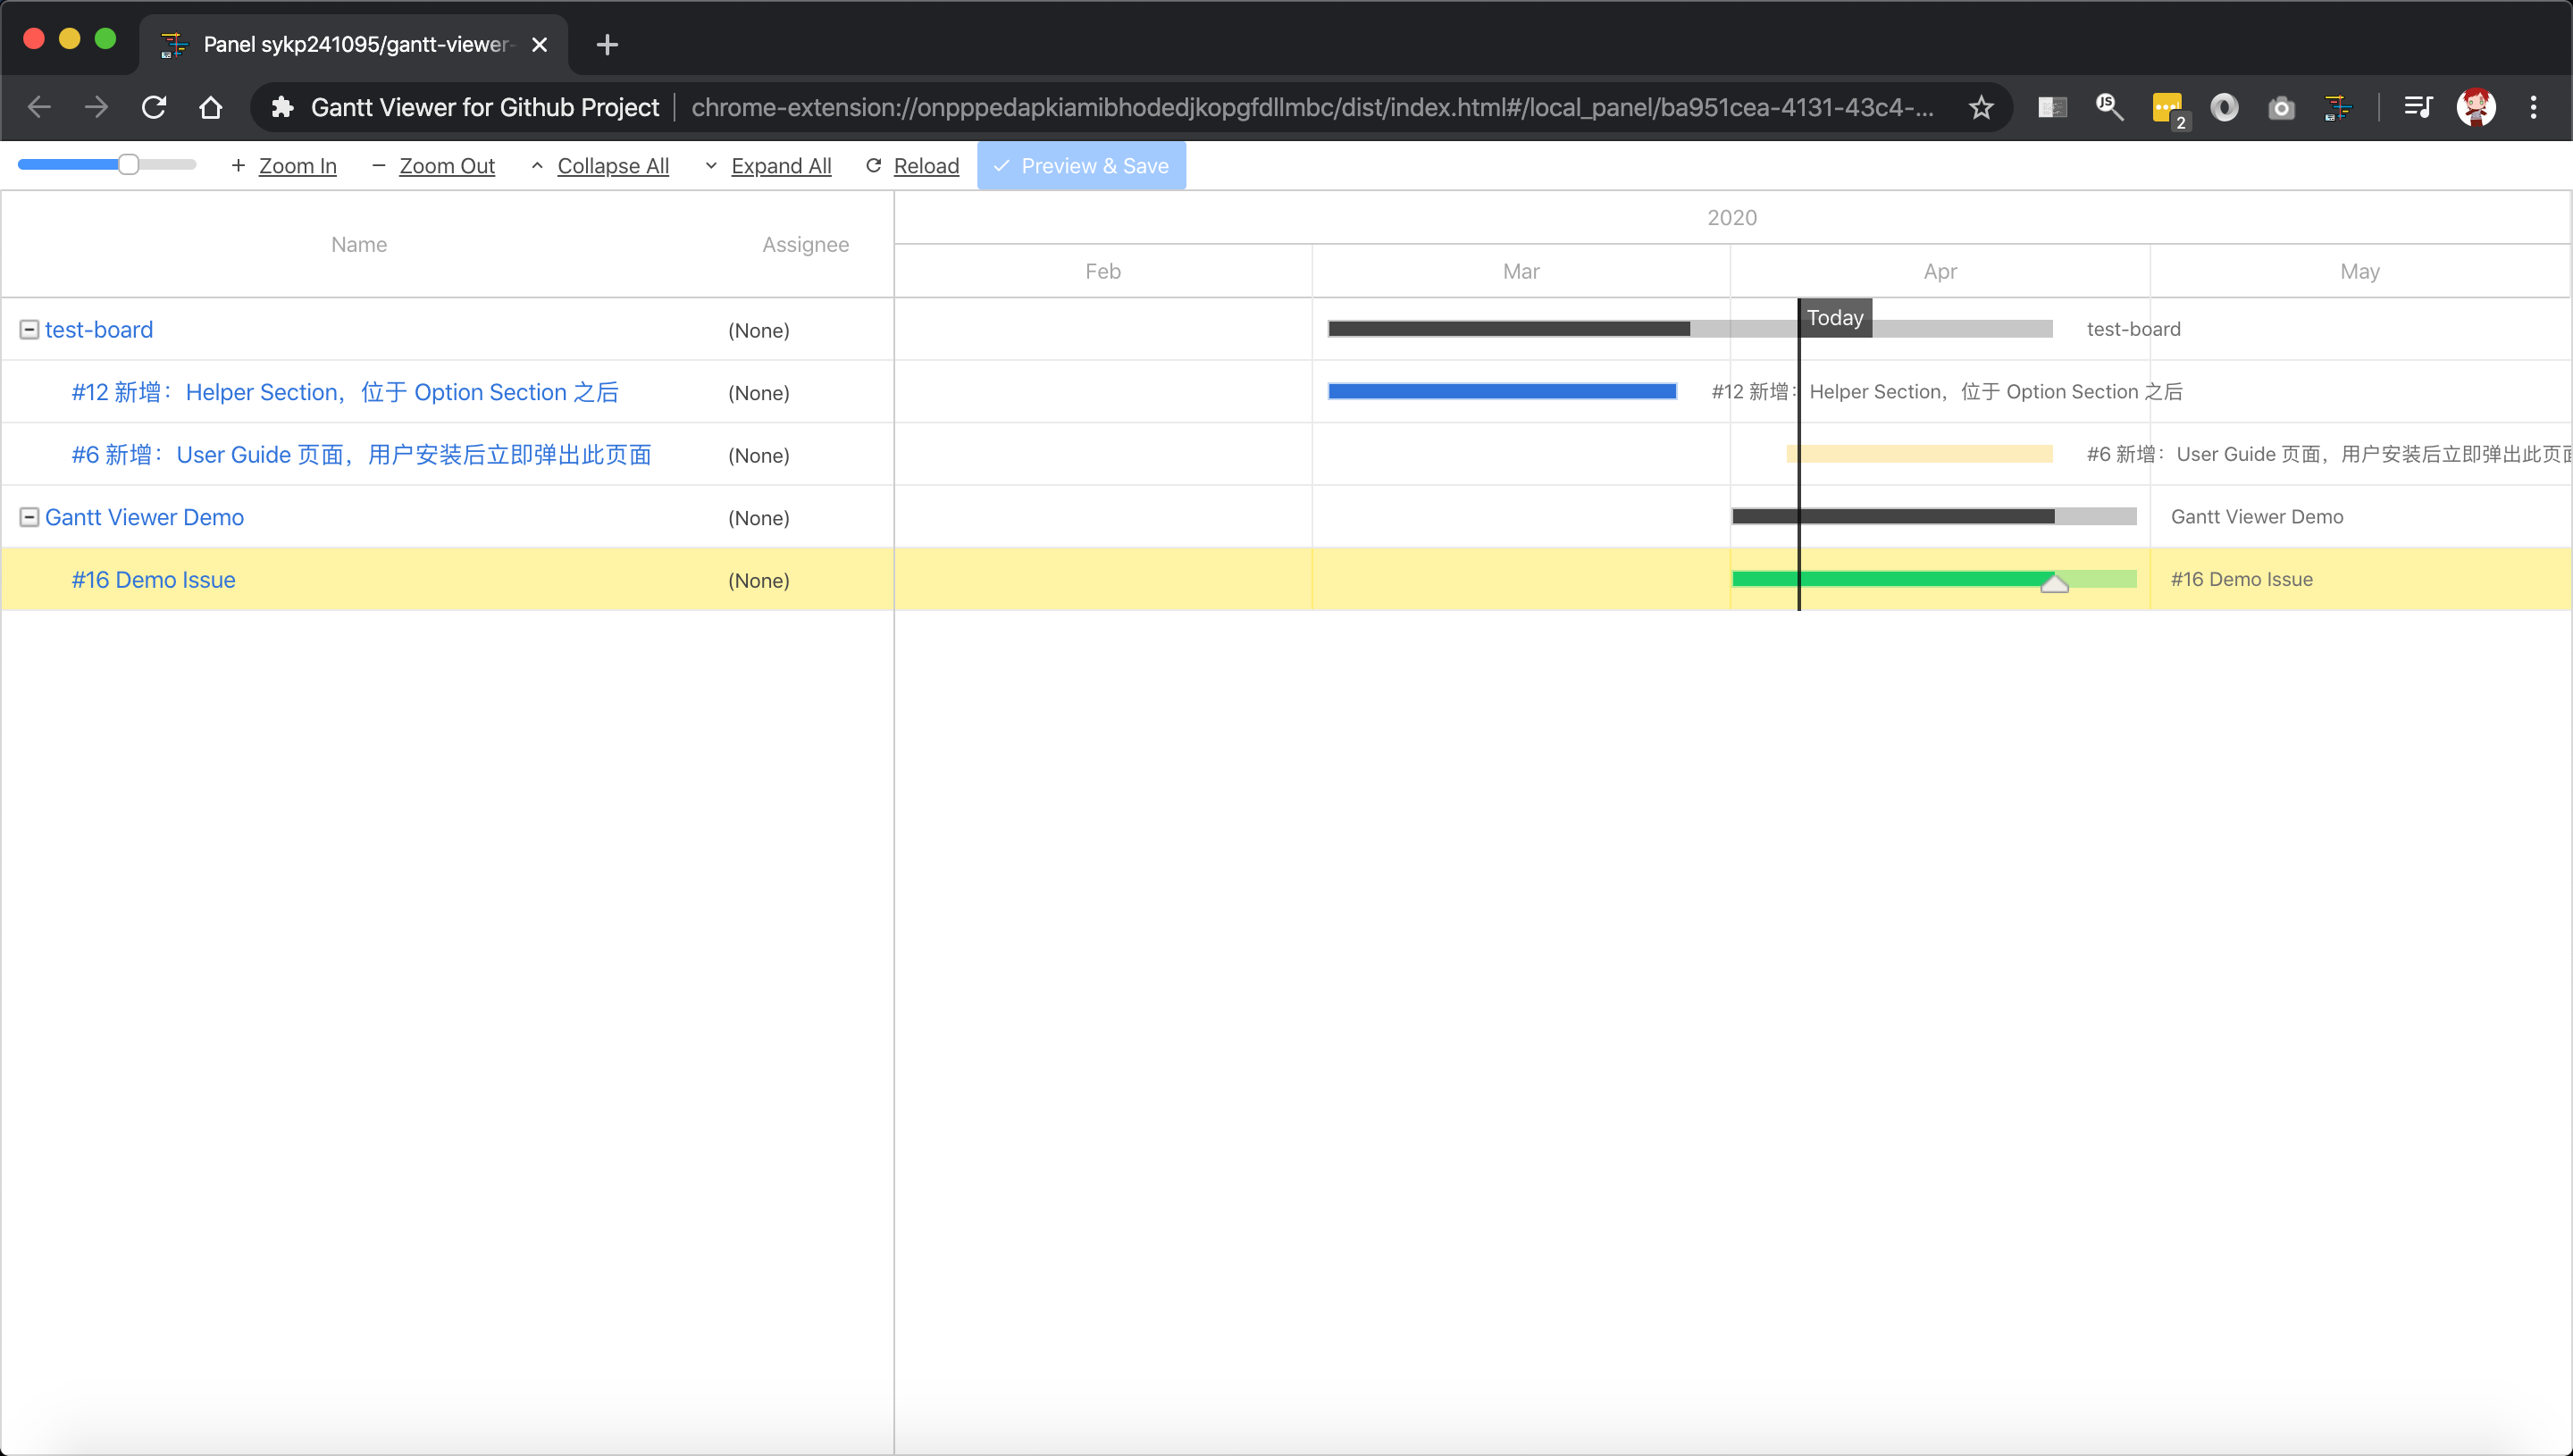 Panel sykp241095/gantt-viewer-
Gantt Viewer for Github Project
chrome-extension://onpppedapkiamibhodedjkopgfdllmbc/dist/index.html#/local_panel/ba951cea-4131-43c4-...
JS
2
Zoom In
Zoom Out
Collapse All
Expand All
Reload
Preview & Save
Name
Assignee
2020
Feb
Mar
Apr
May
test-board
(None)
Today
test-board
#12 新增：Helper Section，位于 Option Section 之后
(None)
#12 新增：Helper Section，位于 Option Section 之后
#6 新增：User Guide 页面，用户安装后立即弹出此页面
(None)
#6 新增：User Guide 页面，用户安装后立即弹出此页面
Gantt Viewer Demo
(None)
Gantt Viewer Demo
#16 Demo Issue
(None)
#16 Demo Issue